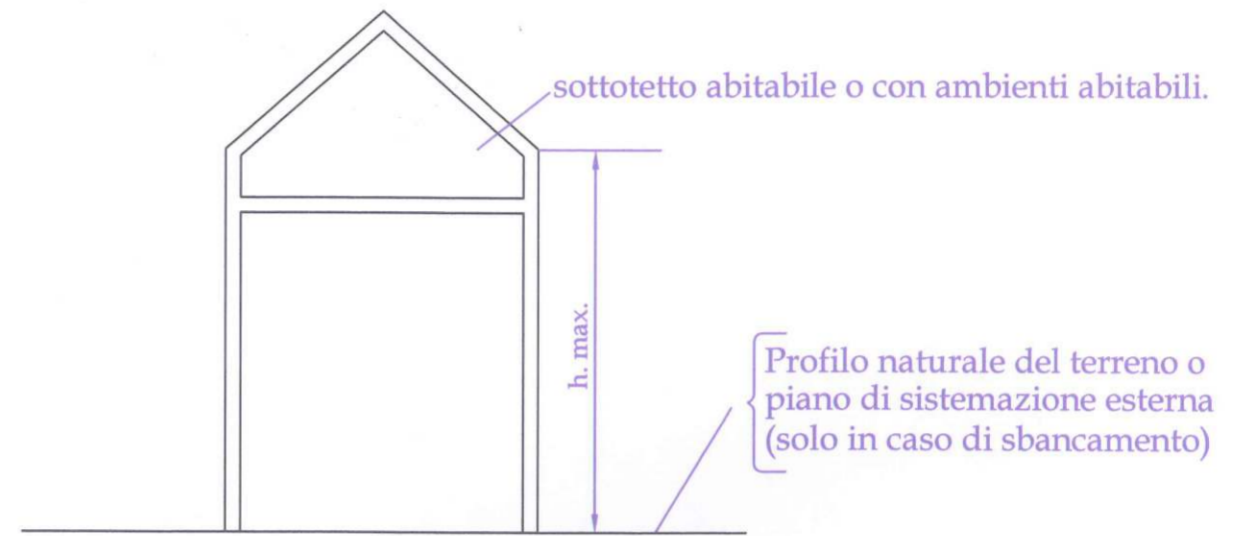 sottotetto abitabile o con ambienti abitabili.
h. max.
Profilo naturale del terreno o
piano di sistemazione esterna
(solo in caso di sbancamento)